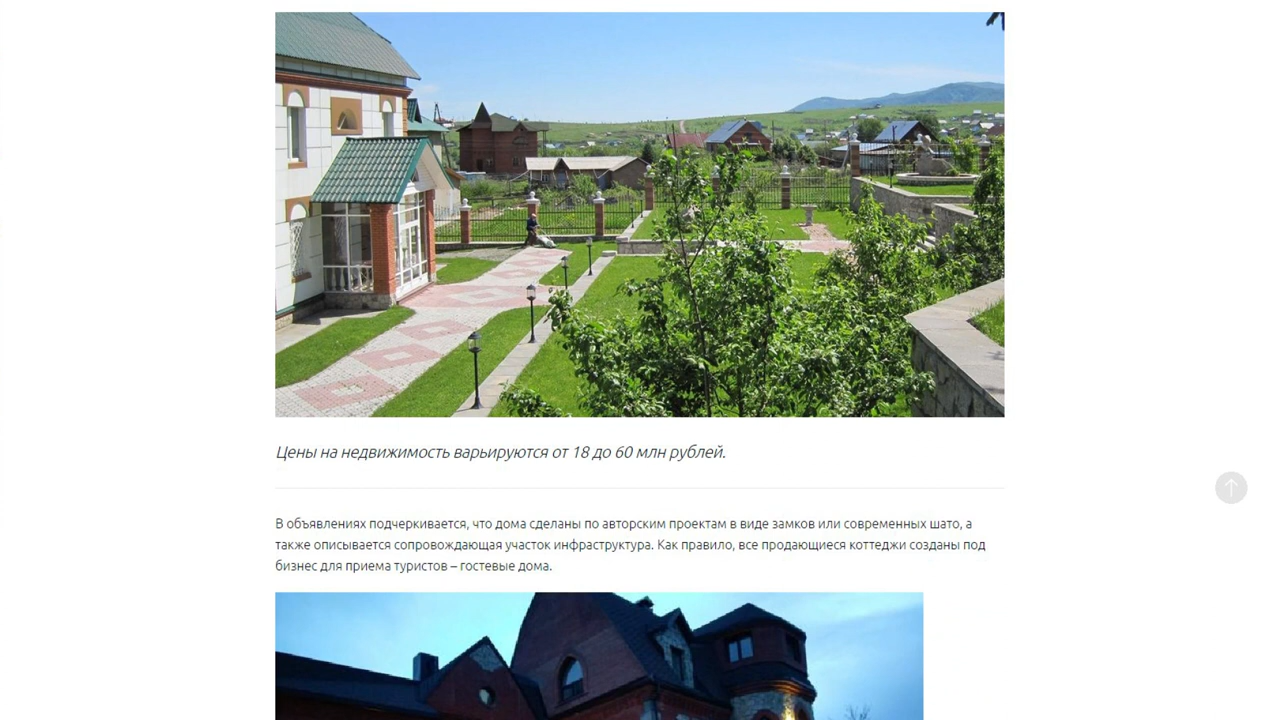 Цены на недвижимость варьируются от 18 до 60 млн рублей.
В объявлениях подчеркивается, что дома сделаны по авторским проектам в виде замков или современных шато, а
также описывается сопровождающая участок инфраструктура. Как правило, все продающиеся коттеджи созданы под
бизнес для приема туристов – гостевые дома.